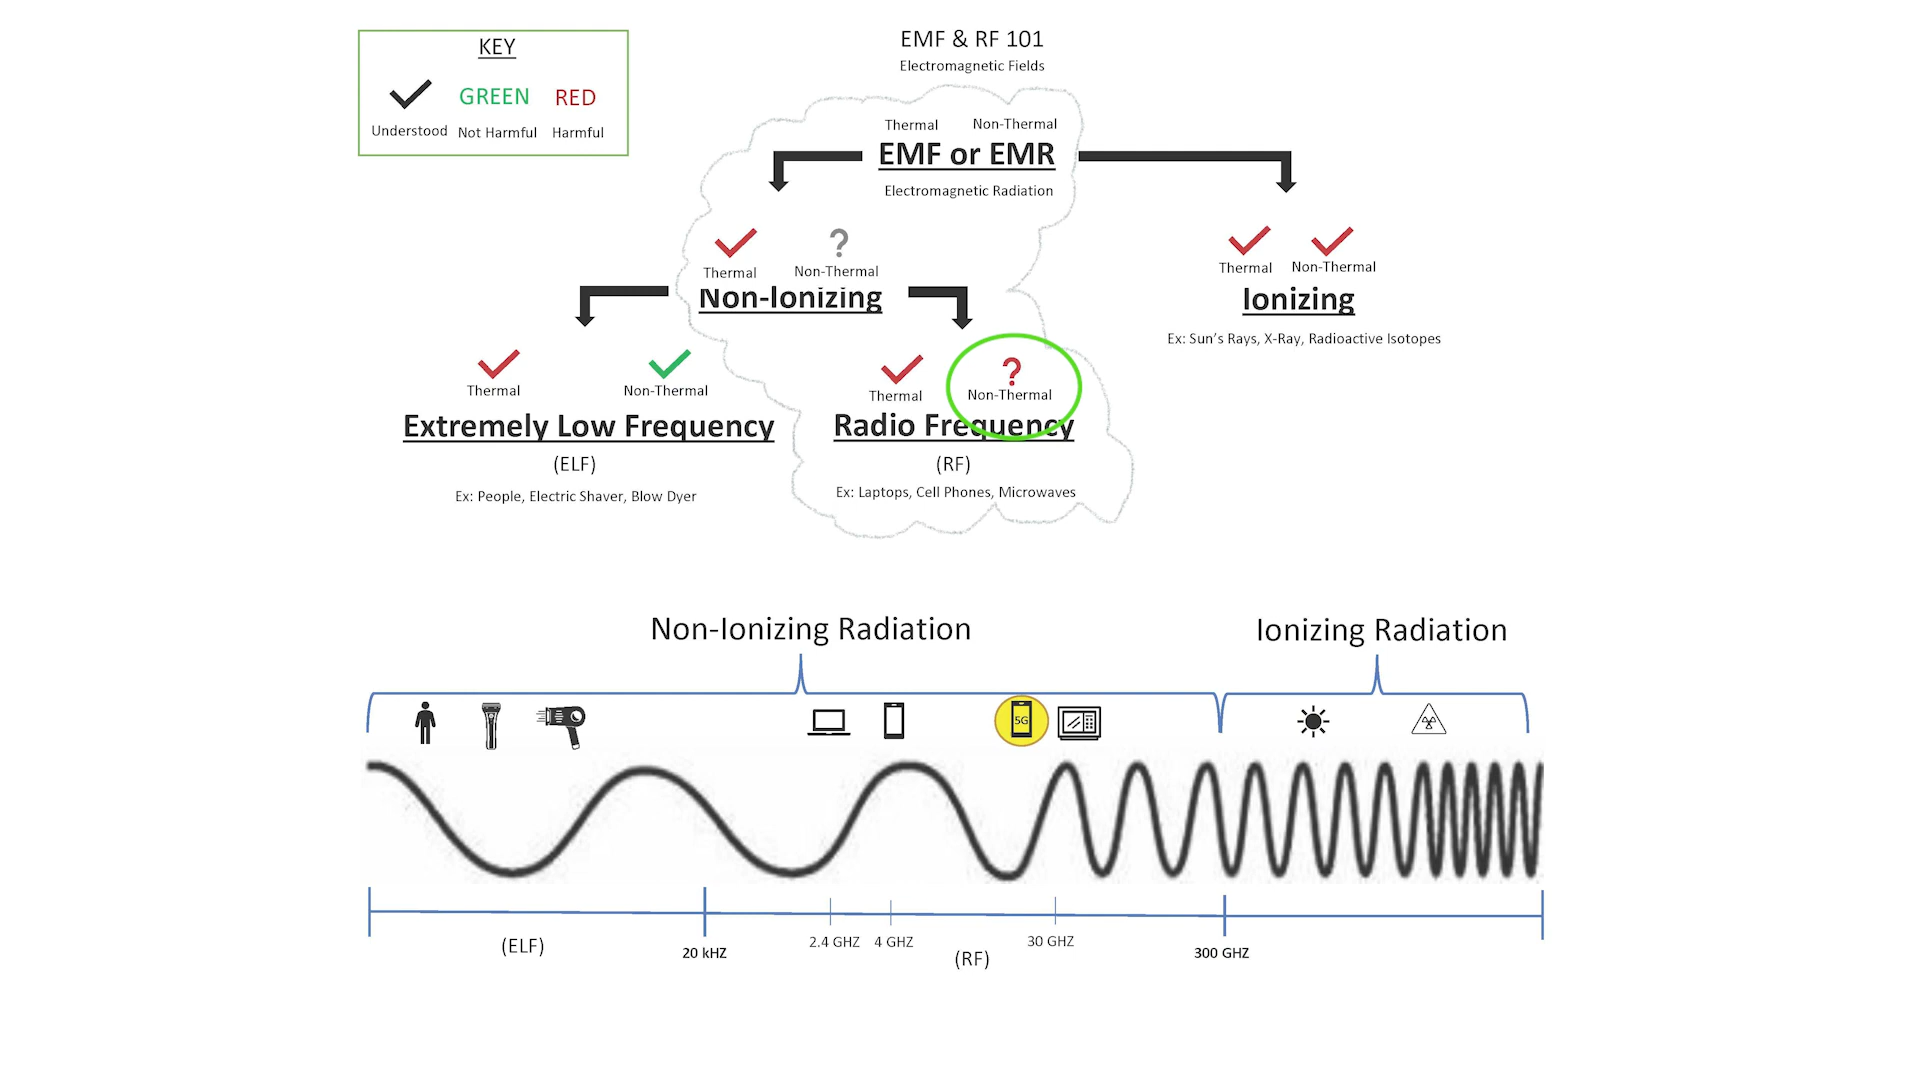 KEY
GREEN RED
Understood Not Harmful Harmful
EMF & RF 101
Electromagnetic Fields
Thermal Non-Thermal
EMF or EMR
Electromagnetic Radiation
?
Thermal Non-Thermal
Non-Ionizing
Thermal Non-Thermal
Ionizing
Ex: Sun's Rays, X-Ray, Radioactive Isotopes
Thermal Non-Thermal
Extremely Low Frequency
(ELF)
Ex: People, Electric Shaver, Blow Dyer
?
Thermal Non-Thermal
Radio Frequency
(RF)
Ex: Laptops, Cell Phones, Microwaves
Non-Ionizing Radiation
Ionizing Radiation
5G
(ELF)
20 kHZ
2.4 GHZ 4 GHZ
(RF)
30 GHZ
300 GHZ